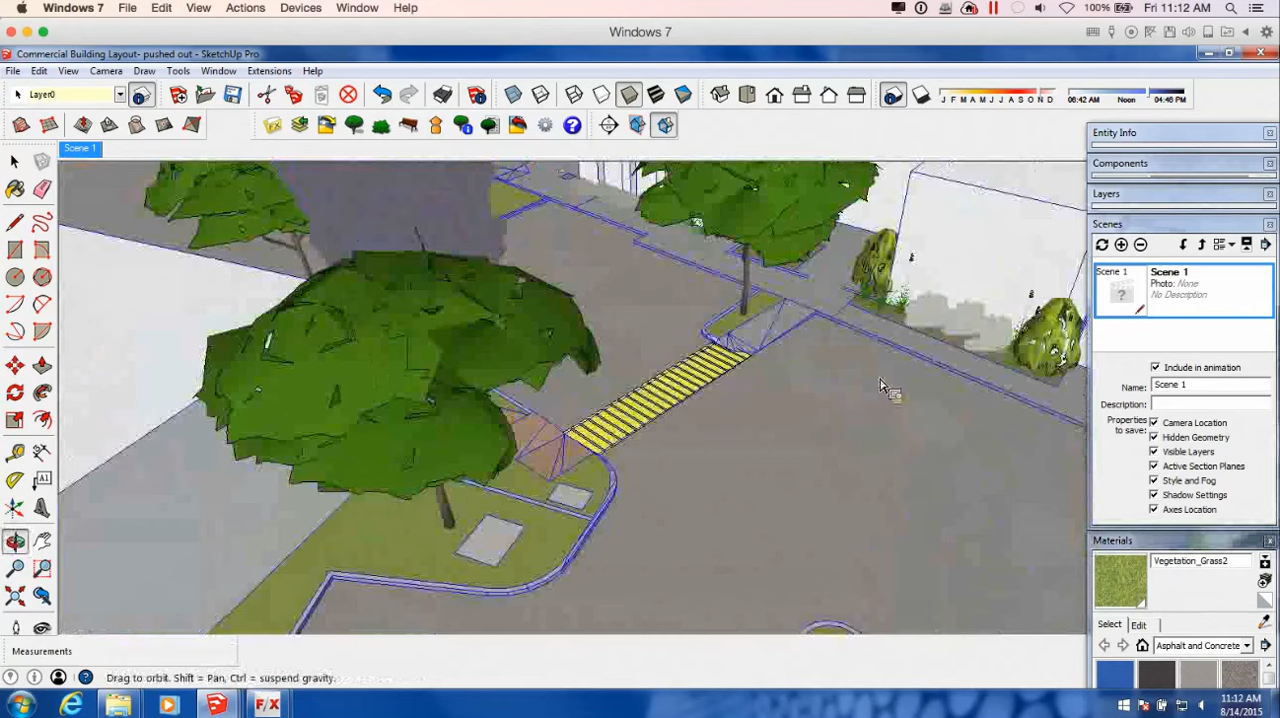 Windows 7 File Edit View Actions Devices Window Help 100% Fri 11:12 AM
Windows 7
Commercial Building Layout- pushed out - SketchUp Pro
File Edit View Camera Draw Tools Window Extensions Help
Layer0
J F M A M J J A S O N D 06:42 AM Noon 04:46 PM
F/X
Scene 1
Entity Info
Components
Layers
Scenes
Scene 1
Scene 1
Photo: None
No Description
Include in animation
Name: Scene 1
Description:
Properties to save:
Camera Location
Hidden Geometry
Visible Layers
Active Section Planes
Style and Fog
Shadow Settings
Axes Location
Materials
Vegetation_Grass2
Select Edit
Asphalt and Concrete
Measurements
Drag to orbit. Shift = Pan, Ctrl = suspend gravity.
11:12 AM
8/14/2015